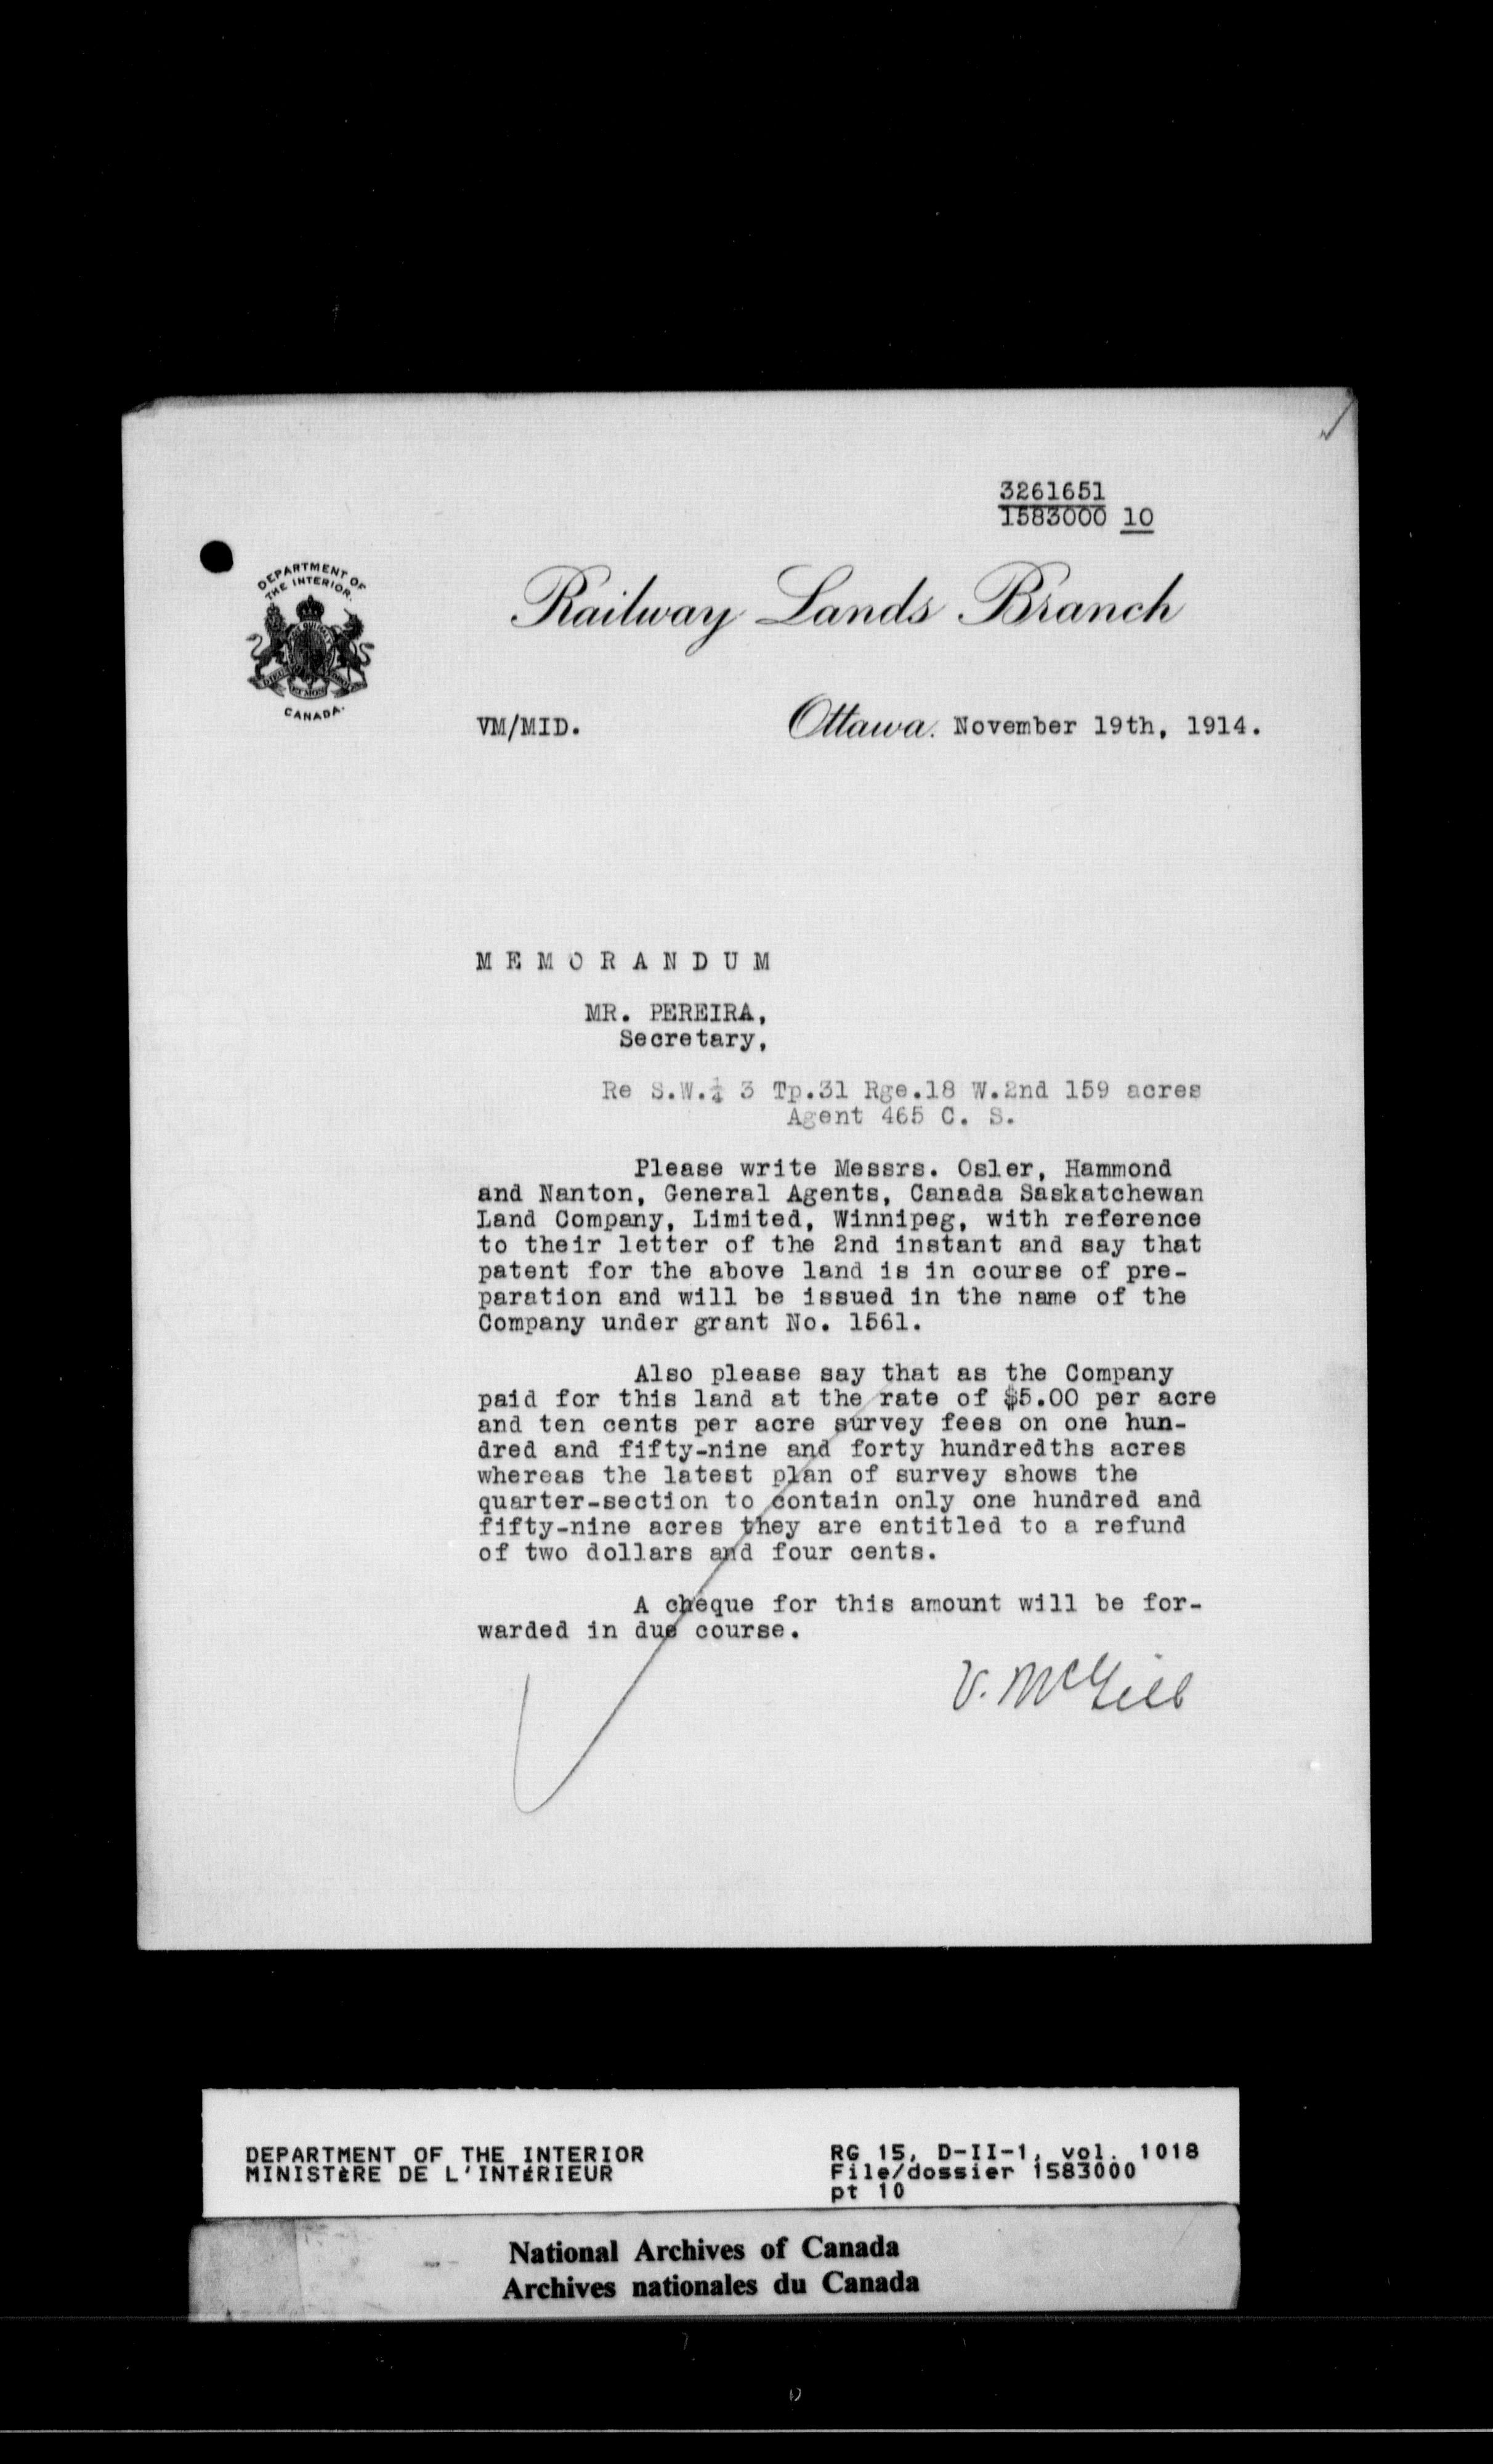 3261651
1583000 10
DEPARTMENT OF
THE INTERIOR.
CANADA.
Railway Lands Branch
VM/MID.
Ottawa. November 19th, 1914.
M E M O R A N D U M
MR. PEREIRA,
Secretary,
Re S.W.¼ 3 Tp.31 Rge.18 W.2nd 159 acres
Agent 465 C. S.
Please write Messrs. Osler, Hammond
and Nanton, General Agents, Canada Saskatchewan
Land Company, Limited, Winnipeg, with reference
to their letter of the 2nd instant and say that
patent for the above land is in course of pre-
paration and will be issued in the name of the
Company under grant No. 1561.
Also please say that as the Company
paid for this land at the rate of $5.00 per acre
and ten cents per acre survey fees on one hun-
dred and fifty-nine and forty hundredths acres
whereas the latest plan of survey shows the
quarter-section to contain only one hundred and
fifty-nine acres they are entitled to a refund
of two dollars and four cents.
A cheque for this amount will be for-
warded in due course.
V. McGill
DEPARTMENT OF THE INTERIOR
MINISTÈRE DE L'INTÉRIEUR
RG 15, D-II-1, vol. 1018
File/dossier 1583000
pt 10
National Archives of Canada
Archives nationales du Canada